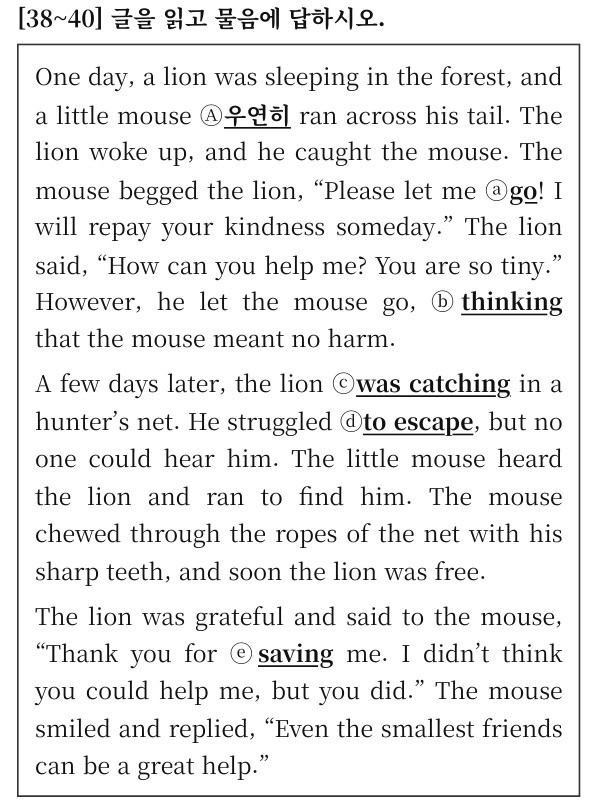 [38~40] 글을 읽고 물음에 답하시오.
One day, a lion was sleeping in the forest, and
a little mouse Ⓐ우연히 ran across his tail. The
lion woke up, and he caught the mouse. The
mouse begged the lion, “Please let me ⓐgo! I
will repay your kindness someday.” The lion
said, “How can you help me? You are so tiny.”
However, he let the mouse go, ⓑ thinking
that the mouse meant no harm.
A few days later, the lion ⓒwas catching in a
hunter’s net. He struggled ⓓto escape, but no
one could hear him. The little mouse heard
the lion and ran to find him. The mouse
chewed through the ropes of the net with his
sharp teeth, and soon the lion was free.
The lion was grateful and said to the mouse,
“Thank you for ⓔ saving me. I didn’t think
you could help me, but you did.” The mouse
smiled and replied, “Even the smallest friends
can be a great help.”